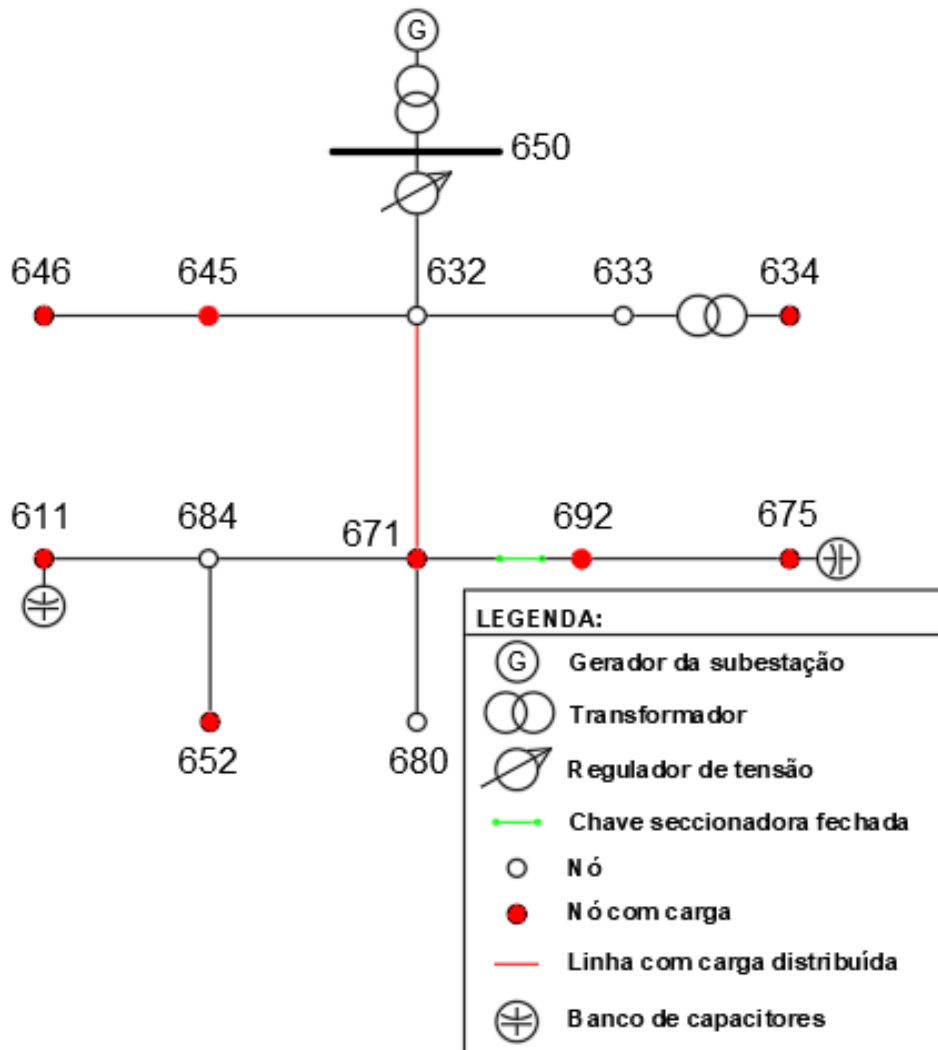 G
650
646 645 632 633 634
611 684 671 692 675
652 680
LEGENDA:
G Gerador da subestação
Transformador
Regulador de tensão
Chave seccionadora fechada
Nó
Nó com carga
Linha com carga distribuída
Banco de capacitores